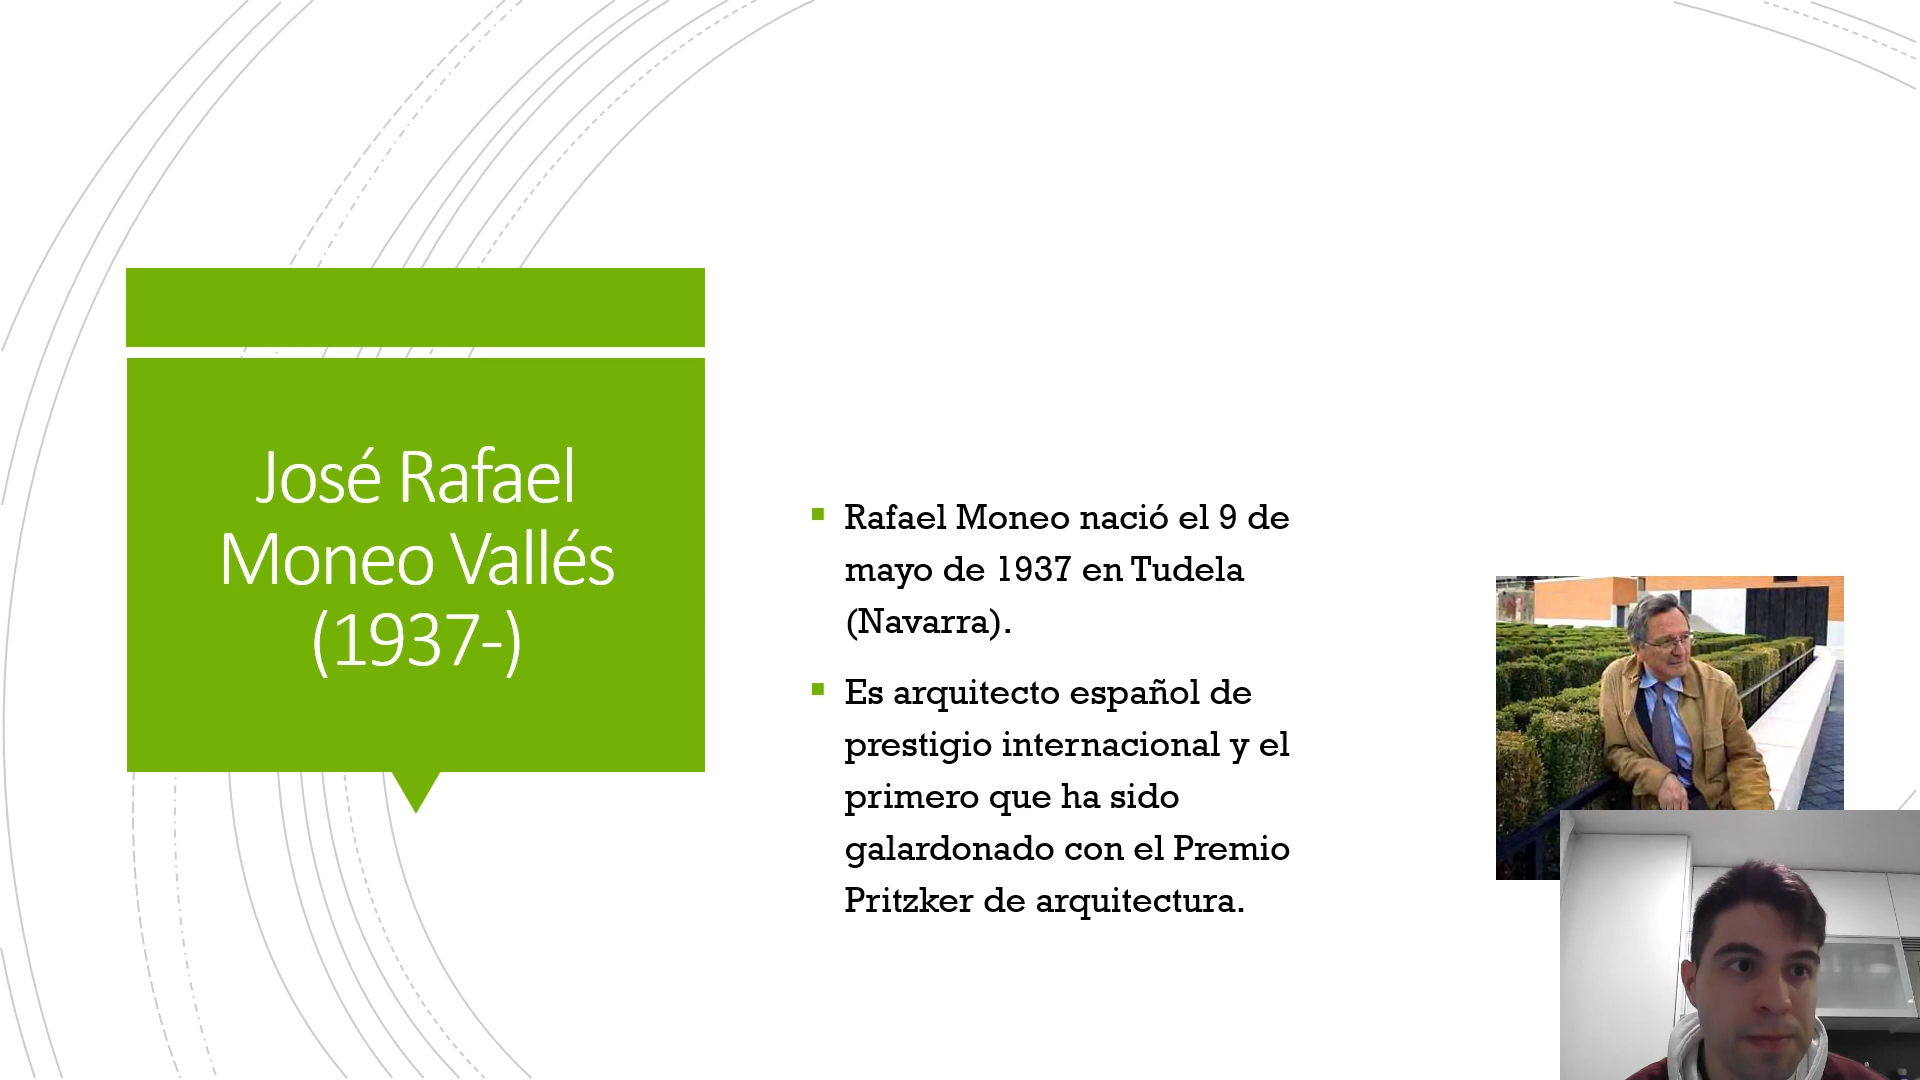 José Rafael
Moneo Vallés
(1937-)
Rafael Moneo nació el 9 de
mayo de 1937 en Tudela
(Navarra).
Es arquitecto español de
prestigio internacional y el
primero que ha sido
galardonado con el Premio
Pritzker de arquitectura.